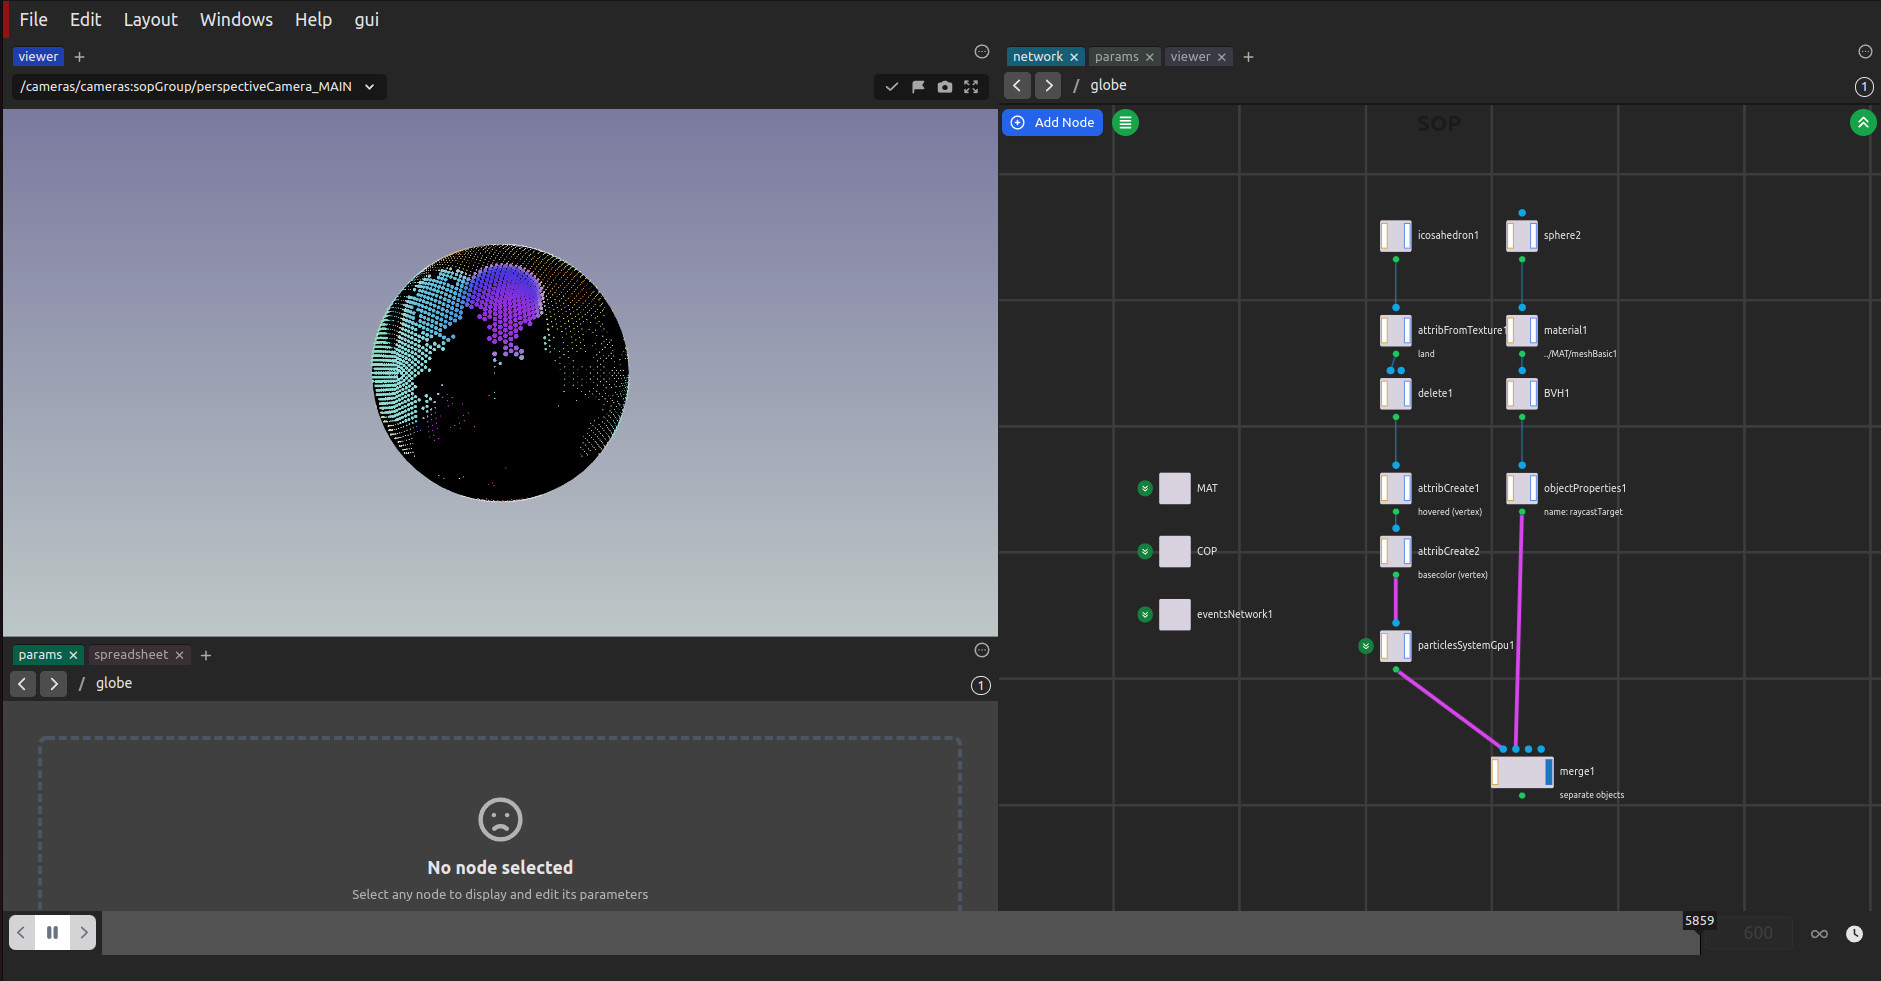 File Edit Layout Windows Help gui
viewer +
/cameras/cameras:sopGroup/perspectiveCamera_MAIN
network × params × viewer × +
/ globe
1
Add Node
SOP
icosahedron1
sphere2
attribFromTexture1
land
material1
../MAT/meshBasic1
delete1
BVH1
MAT
attribCreate1
hovered (vertex)
objectProperties1
name: raycastTarget
COP
attribCreate2
basecolor (vertex)
eventsNetwork1
particlesSystemGpu1
merge1
separate objects
params × spreadsheet × +
/ globe
1
No node selected
Select any node to display and edit its parameters
5859
600